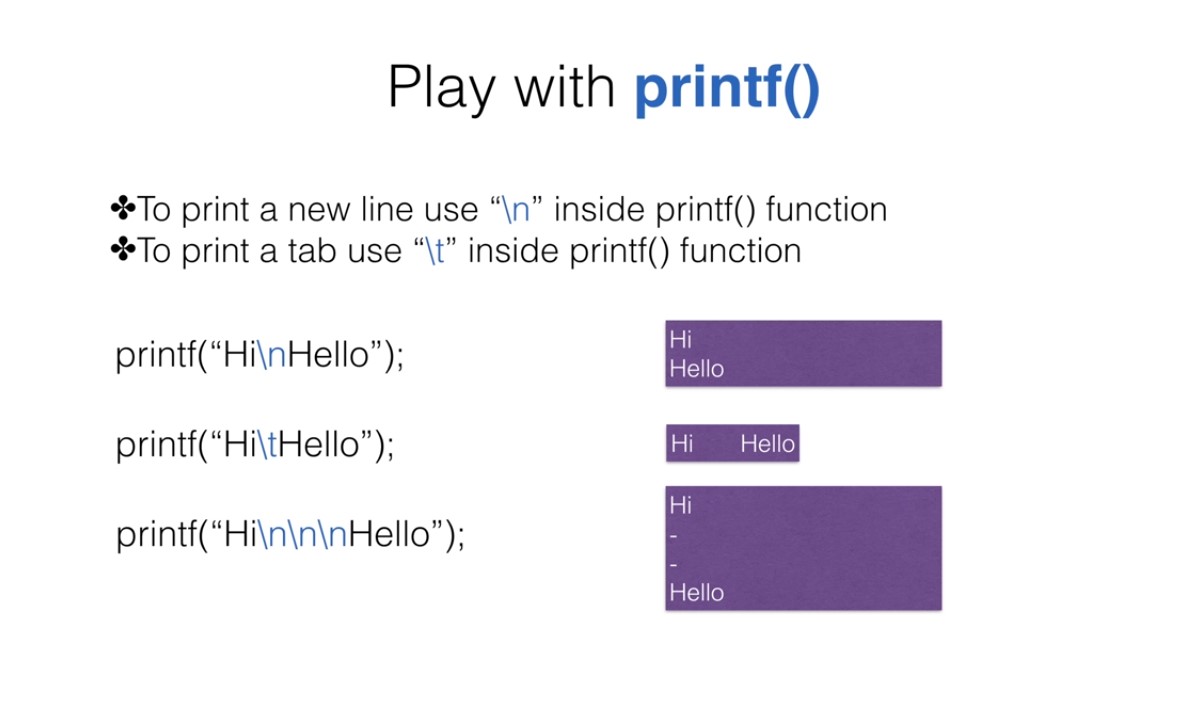 Play with printf()
✤To print a new line use “\n” inside printf() function
✤To print a tab use “\t” inside printf() function
printf(“Hi\nHello”);
Hi
Hello
printf(“Hi\tHello”);
Hi Hello
printf(“Hi\n\n\nHello”);
Hi
-
-
Hello